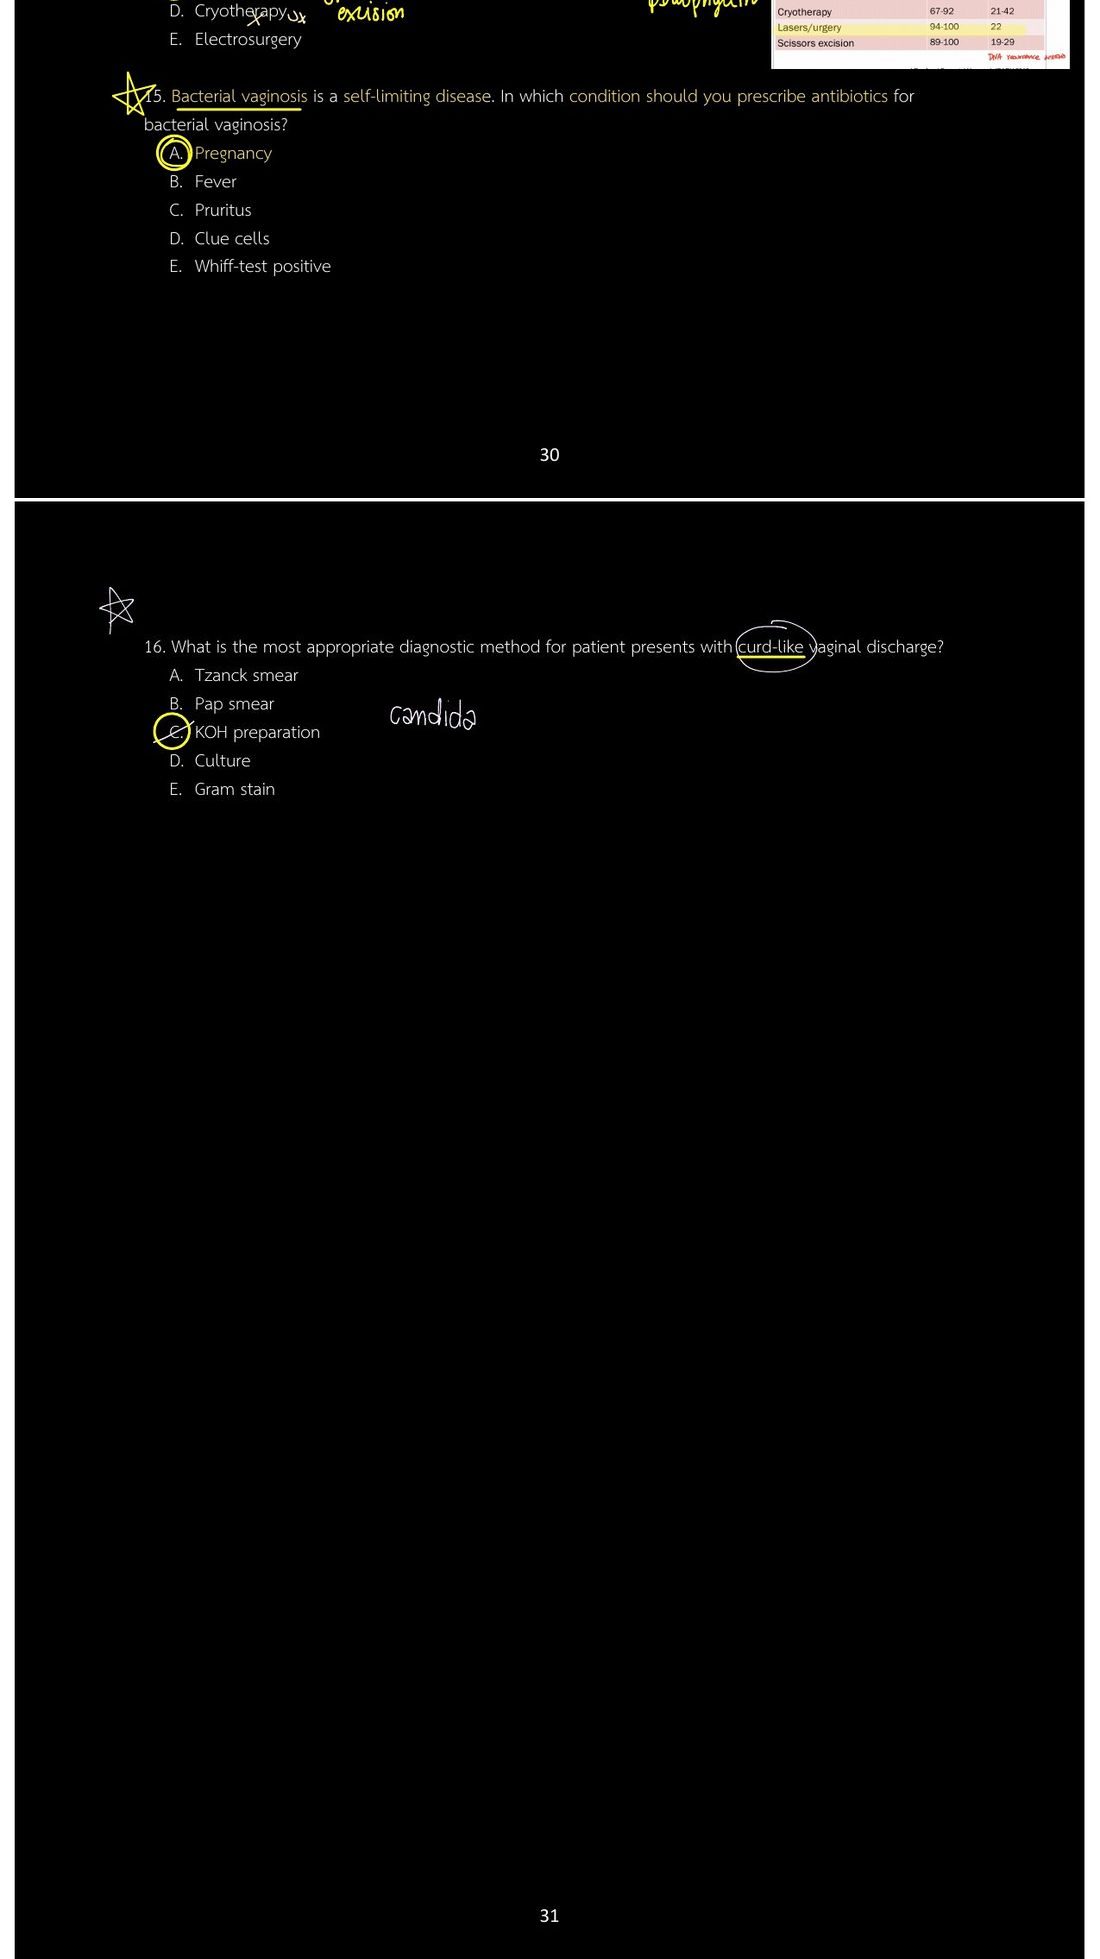 D. Cryotherapy
excision
E. Electrosurgery
Cryotherapy 67-92 21-42
Lasers/urgery 94-100 22
Scissors excision 89-100 19-29
15. Bacterial vaginosis is a self-limiting disease. In which condition should you prescribe antibiotics for
bacterial vaginosis?
A. Pregnancy
B. Fever
C. Pruritus
D. Clue cells
E. Whiff-test positive
30
16. What is the most appropriate diagnostic method for patient presents with curd-like vaginal discharge?
A. Tzanck smear
B. Pap smear
candida
C. KOH preparation
D. Culture
E. Gram stain
31